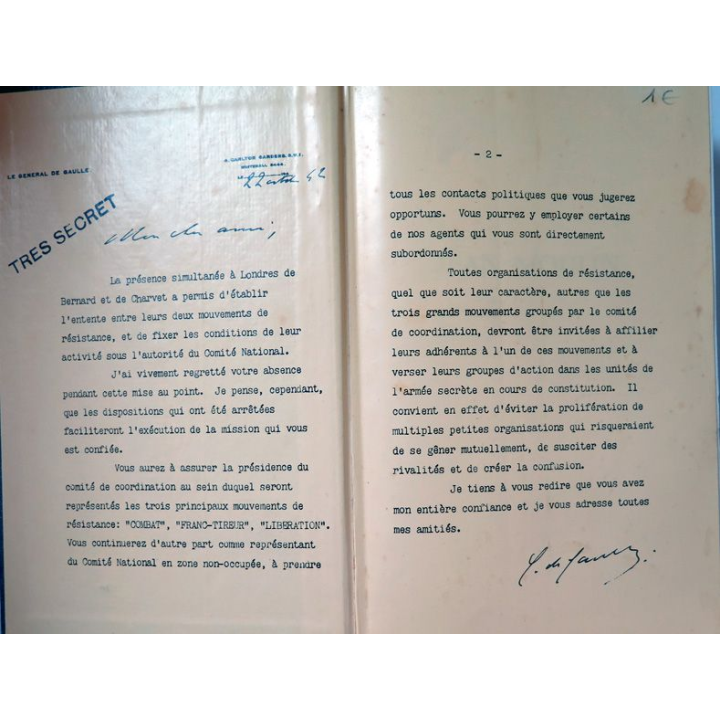 LE GENERAL DE GAULLE
4, CARLTON GARDENS, S.W.1.
22 octobre 42
TRES SECRET
Mon cher ami,
La présence simultanée à Londres de
Bernard et de Charvet a permis d'établir
l'entente entre leurs deux mouvements de
résistance, et de fixer les conditions de leur
activité sous l'autorité du Comité National.
J'ai vivement regretté votre absence
pendant cette mise au point. Je pense, cependant,
que les dispositions qui ont été arrêtées
faciliteront l'exécution de la mission qui vous
est confiée.
Vous aurez à assurer la présidence du
comité de coordination au sein duquel seront
représentés les trois principaux mouvements de
résistance: "COMBAT", "FRANC-TIREUR", "LIBERATION".
Vous continuerez d'autre part comme représentant
du Comité National en zone non-occupée, à prendre
1€
- 2 -
tous les contacts politiques que vous jugerez
opportuns. Vous pourrez y employer certains
de nos agents qui vous sont directement
subordonnés.
Toutes organisations de résistance,
quel que soit leur caractère, autres que les
trois grands mouvements groupés par le comité
de coordination, devront être invitées à affilier
leurs adhérents à l'un de ces mouvements et à
verser leurs groupes d'action dans les unités de
l'armée secrète en cours de constitution. Il
convient en effet d'éviter la prolifération de
multiples petites organisations qui risqueraient
de se gêner mutuellement, de susciter des
rivalités et de créer la confusion.
Je tiens à vous redire que vous avez
mon entière confiance et je vous adresse toutes
mes amitiés.
C. de Gaulle.